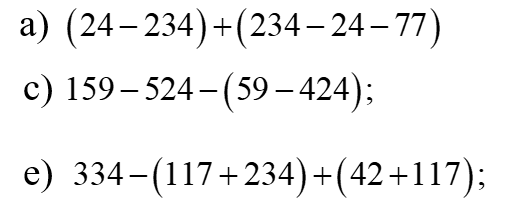 a) (24 – 234) + (234 – 24 – 77)
c) 159 – 524 – (59 – 424);
e) 334 – (117 + 234) + (42 + 117);